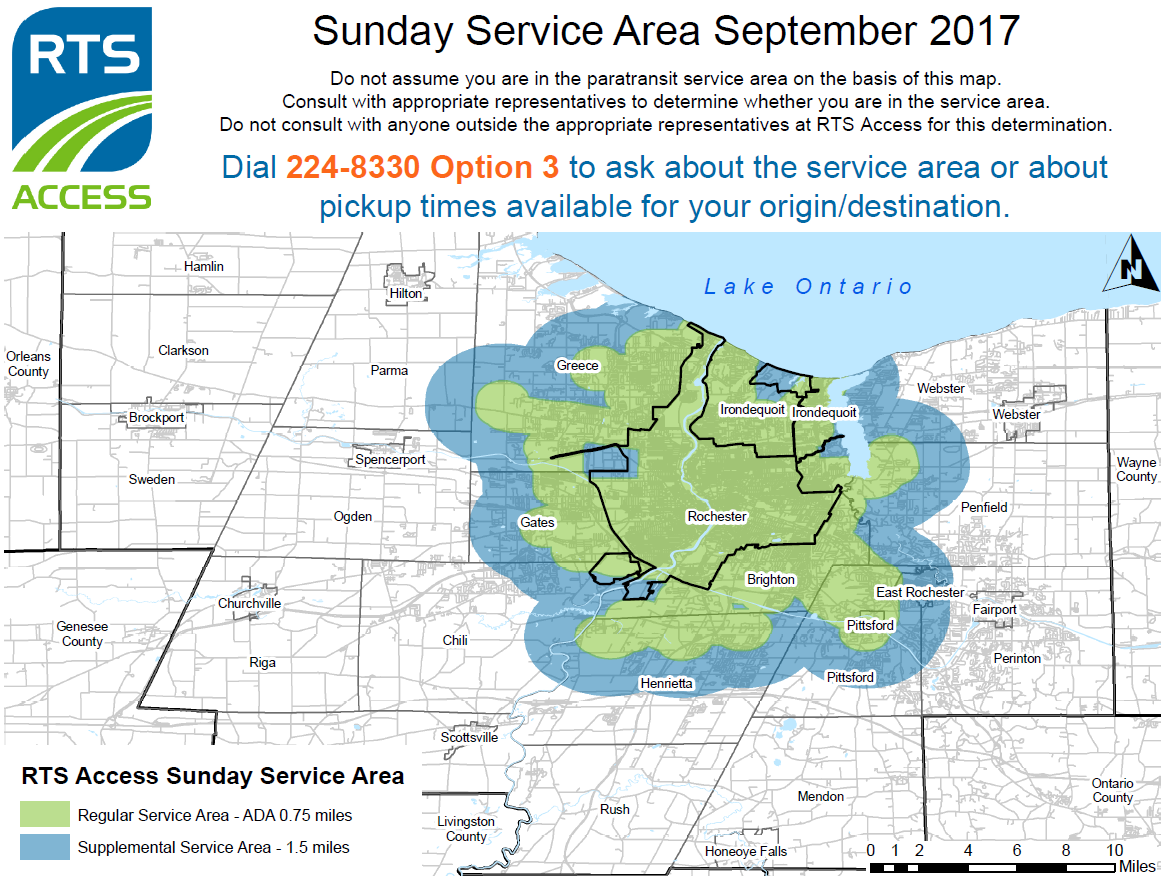 RTS
ACCESS
Sunday Service Area September 2017
Do not assume you are in the paratransit service area on the basis of this map.
Consult with appropriate representatives to determine whether you are in the service area.
Do not consult with anyone outside the appropriate representatives at RTS Access for this determination.
Dial 224-8330 Option 3 to ask about the service area or about
pickup times available for your origin/destination.
Hamlin
Hilton
Lake Ontario
N
Orleans
County
Clarkson
Parma
Greece
Webster
Brockport
Irondequoit
Irondequoit
Webster
Spencerport
Wayne
County
Sweden
Ogden
Gates
Rochester
Penfield
Brighton
East Rochester
Churchville
Fairport
Genesee
County
Chili
Pittsford
Riga
Perinton
Henrietta
Pittsford
Scottsville
RTS Access Sunday Service Area
Regular Service Area - ADA 0.75 miles
Supplemental Service Area - 1.5 miles
Livingston
County
Rush
Mendon
Ontario
County
Honeoye Falls
0 1 2 4 6 8 10
Miles